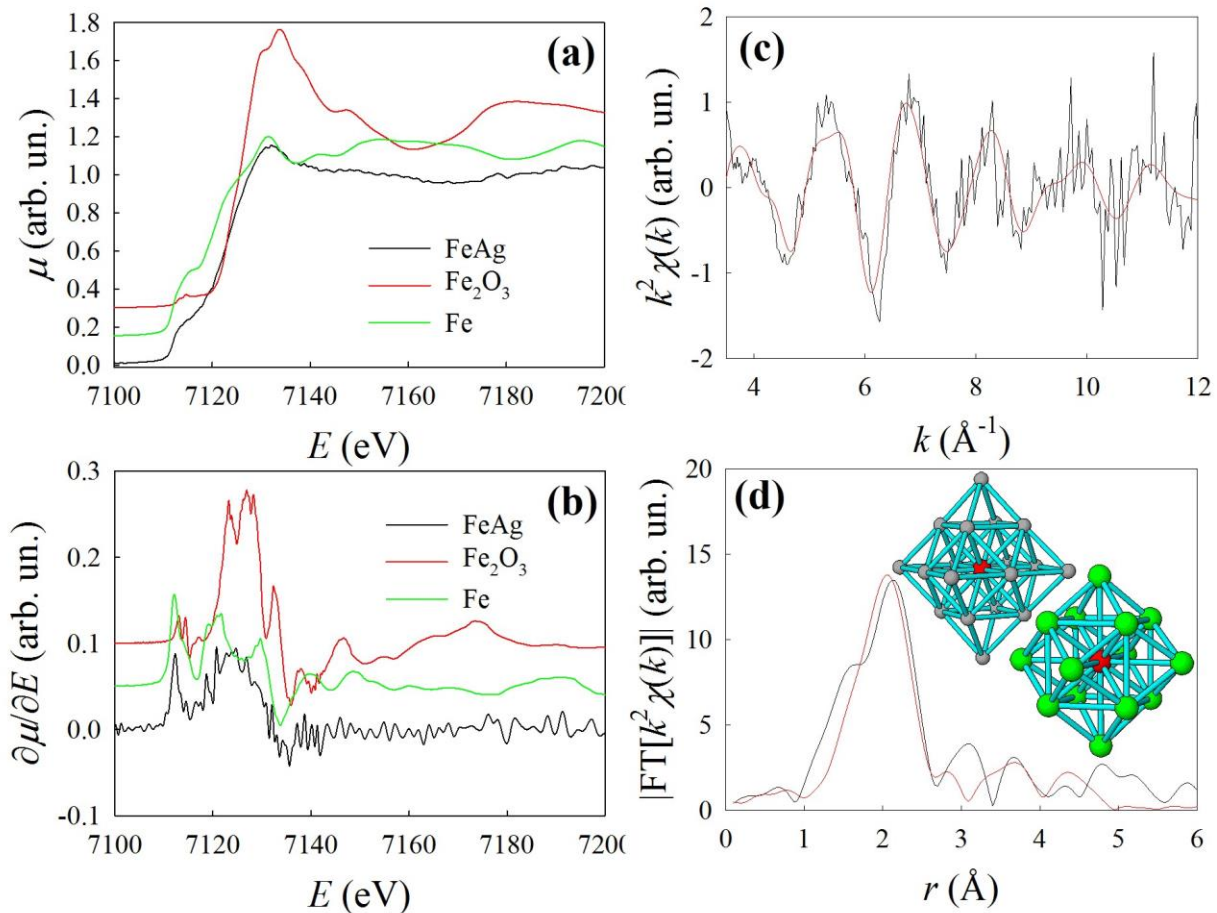 (a)
1.8
1.6
1.4
1.2
1.0
0.8
0.6
0.4
0.2
0.0
μ (arb. un.)
FeAg
Fe₂O₃
Fe
7100 7120 7140 7160 7180 7200
E (eV)
(c)
2
1
0
-1
-2
k² χ(k) (arb. un.)
4 6 8 10 12
k (Å⁻¹)
(b)
0.3
0.2
0.1
0.0
-0.1
∂μ/∂E (arb. un.)
FeAg
Fe₂O₃
Fe
7100 7120 7140 7160 7180 7200
E (eV)
(d)
20
15
10
5
0
|FT[k² χ(k)]| (arb. un.)
0 1 2 3 4 5 6
r (Å)